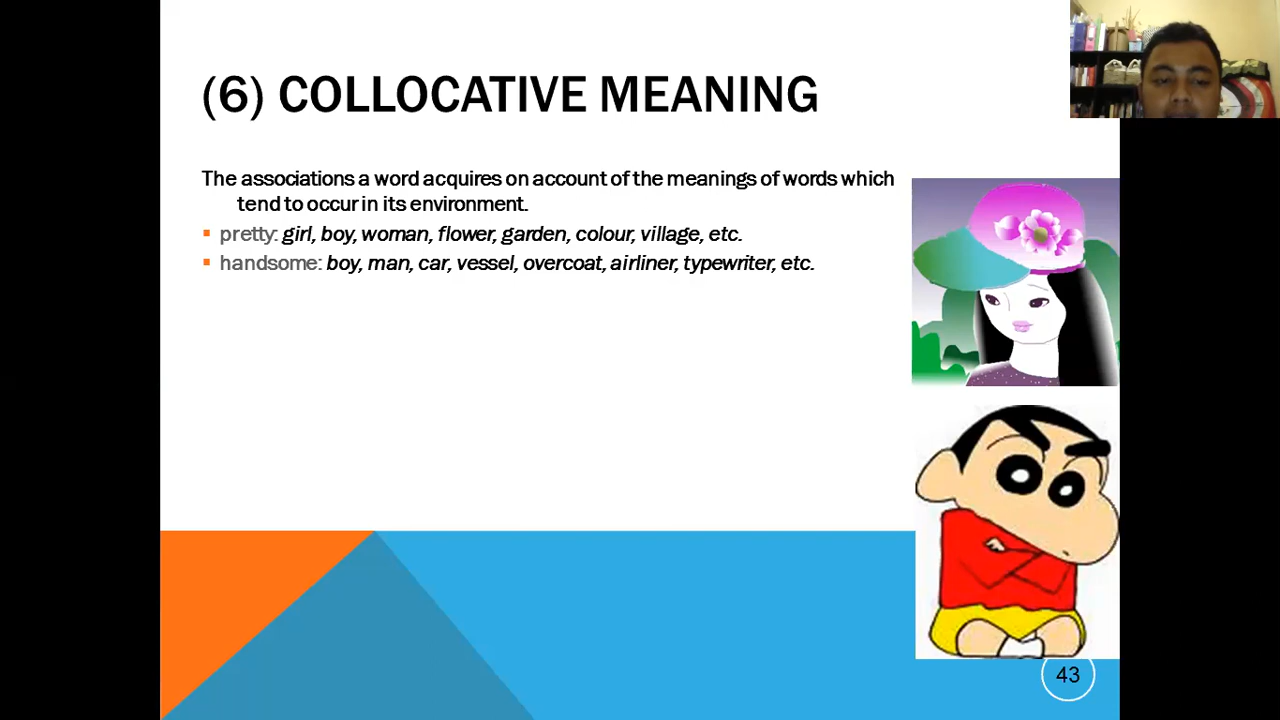 (6) COLLOCATIVE MEANING
The associations a word acquires on account of the meanings of words which
tend to occur in its environment.
pretty: girl, boy, woman, flower, garden, colour, village, etc.
handsome: boy, man, car, vessel, overcoat, airliner, typewriter, etc.
43